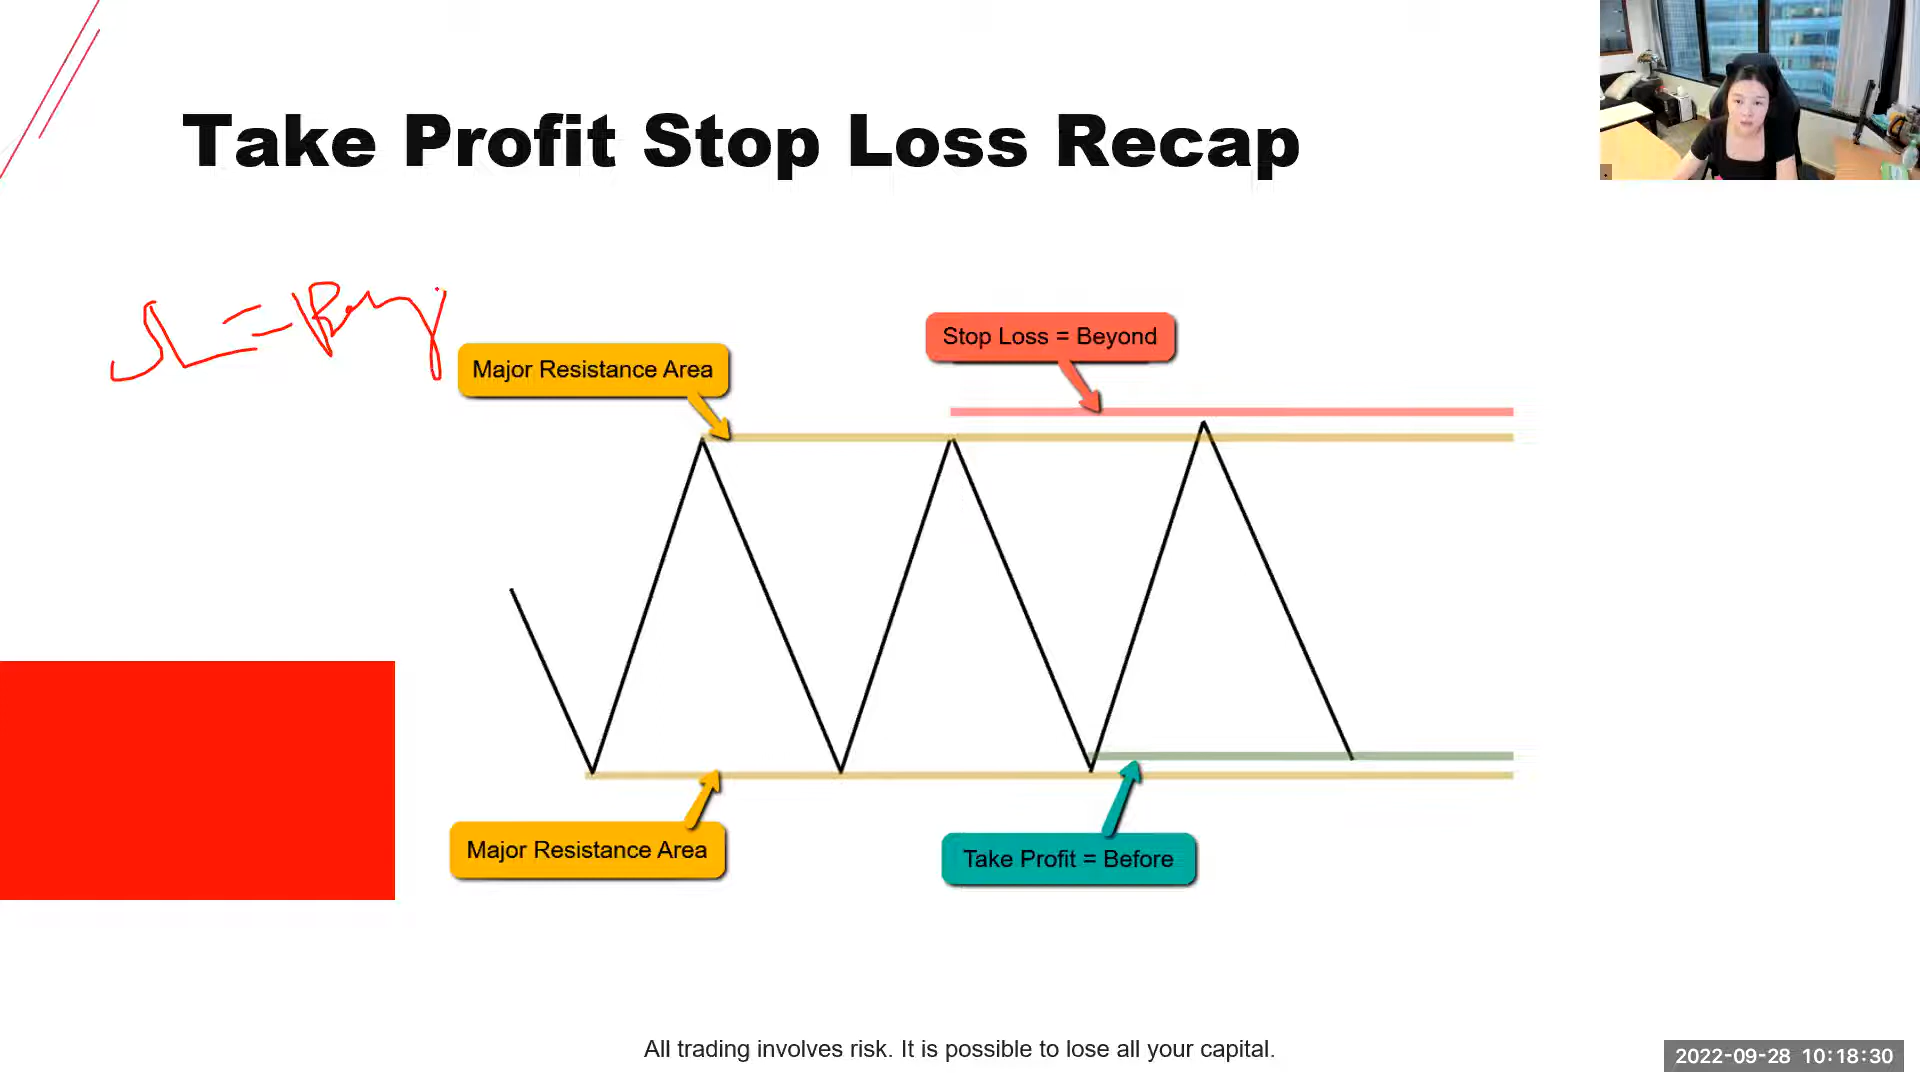 Take Profit Stop Loss Recap
SL = Bey
Stop Loss = Beyond
Major Resistance Area
Major Resistance Area
Take Profit = Before
All trading involves risk. It is possible to lose all your capital.
2022-09-28 10:18:30